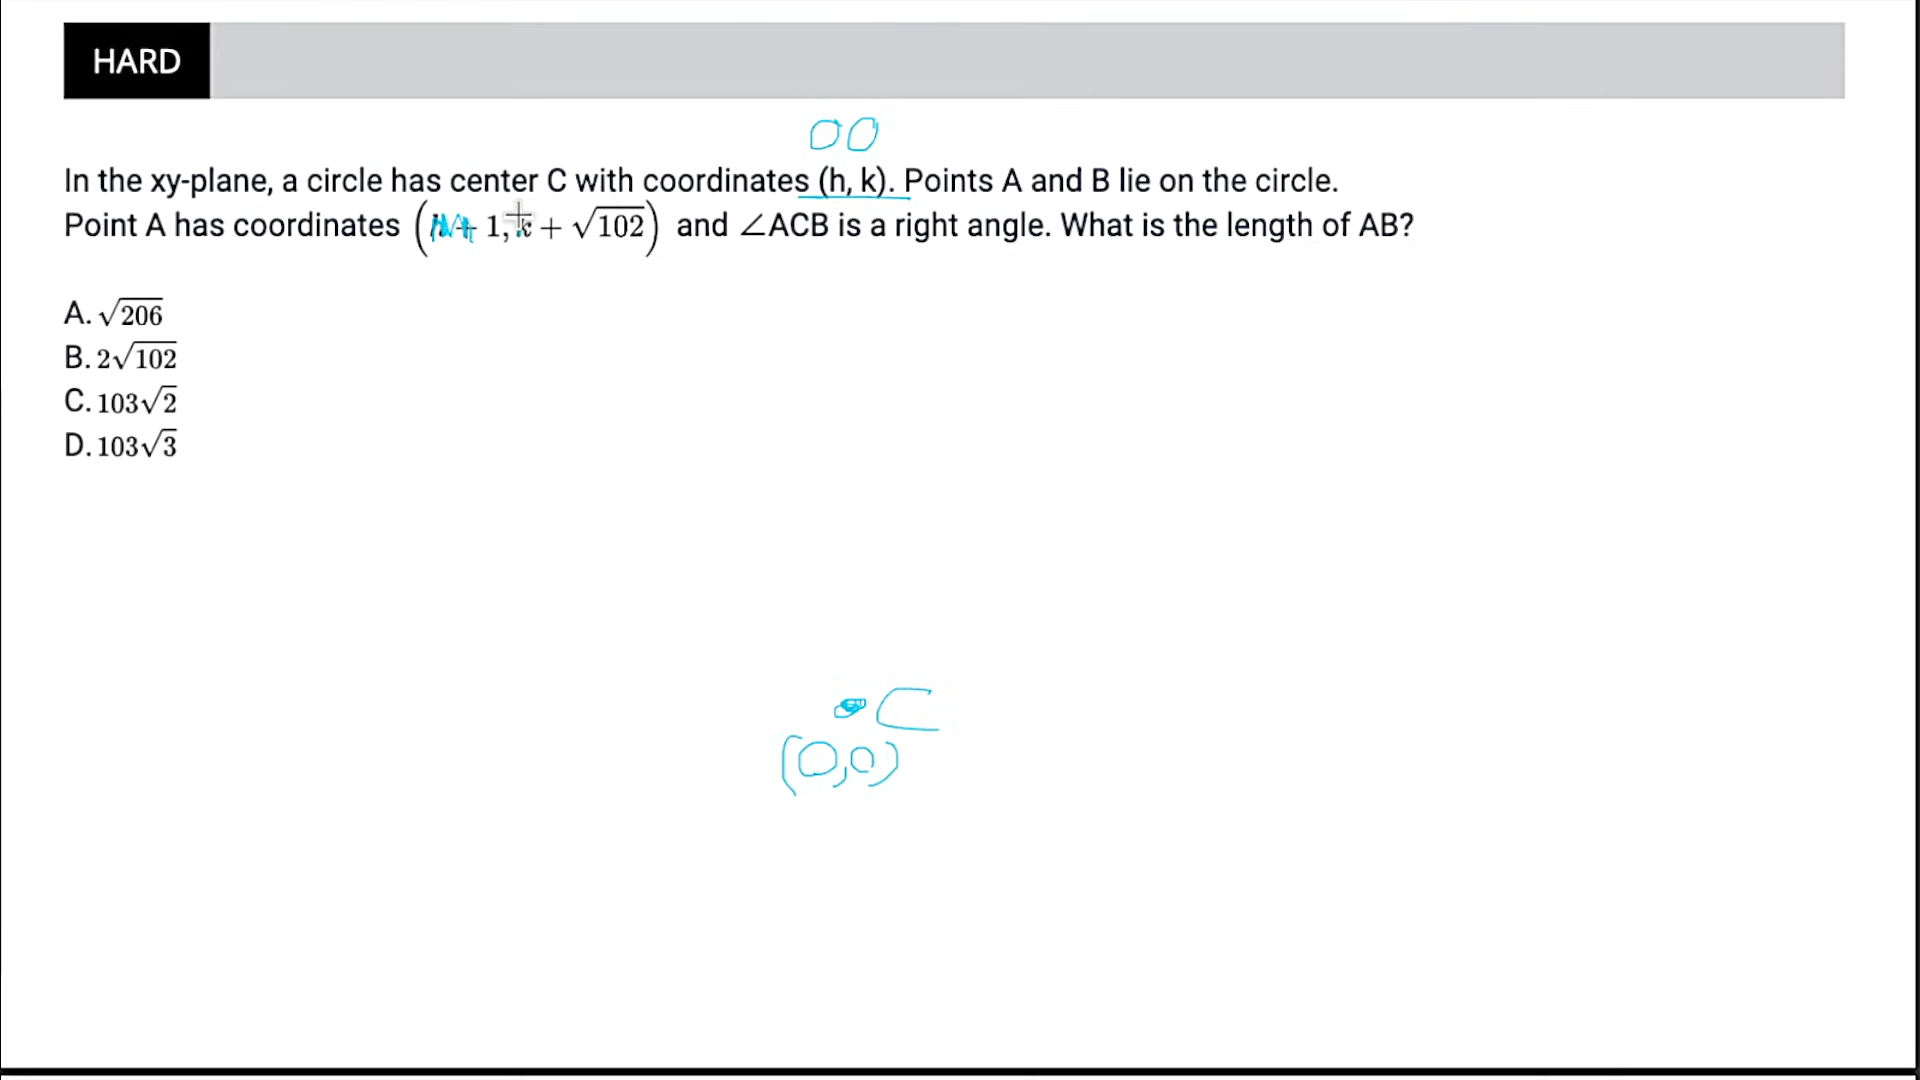 HARD
00
In the xy-plane, a circle has center C with coordinates (h, k). Points A and B lie on the circle.
Point A has coordinates (h + 1, k + √102) and ∠ACB is a right angle. What is the length of AB?
A. √206
B. 2√102
C. 103√2
D. 103√3
C
(0,0)